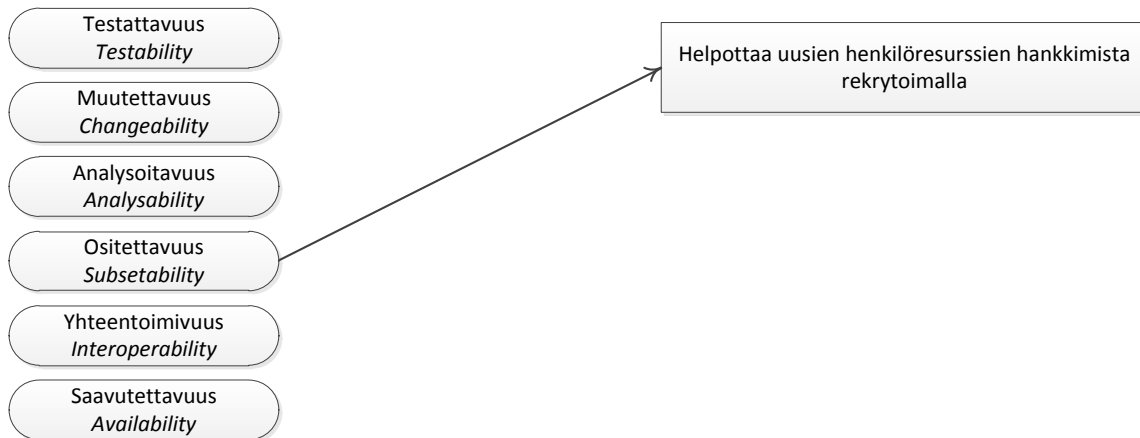 Testattavuus
Testability
Helpottaa uusien henkilöresurssien hankkimista
rekrytoimalla
Muutettavuus
Changeability
Analysoitavuus
Analysability
Ositettavuus
Subsetability
Yhteentoimivuus
Interoperability
Saavutettavuus
Availability